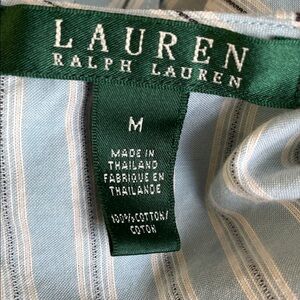 LAUREN
RALPH LAUREN
M
MADE IN
THAILAND
FABRIQUE EN
THAILANDE
100% COTTON/
COTON